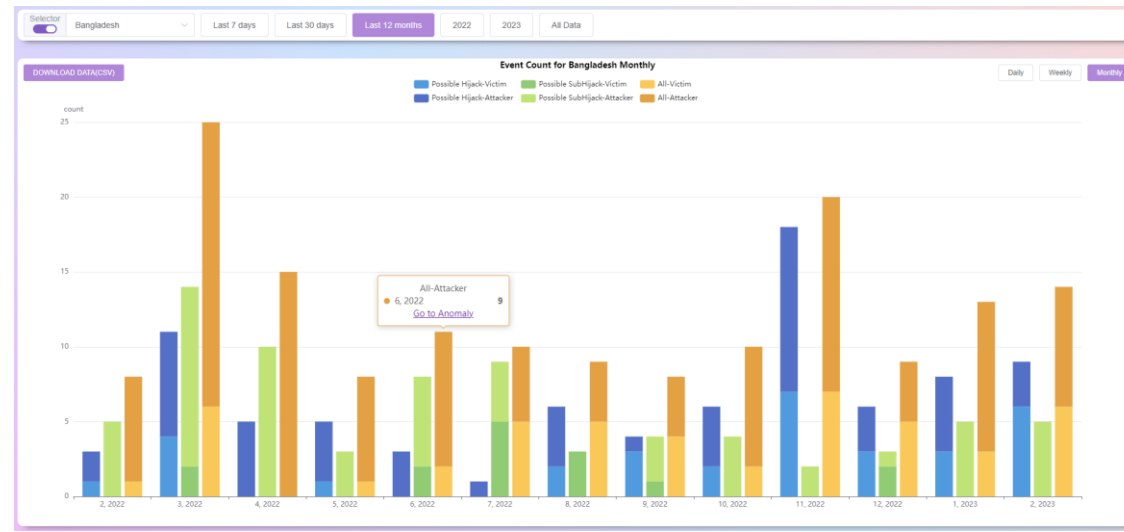 Selector
Bangladesh
Last 7 days
Last 30 days
Last 12 months
2022
2023
All Data
DOWNLOAD DATA(CSV)
Event Count for Bangladesh Monthly
Daily
Weekly
Monthly
Possible Hijack-Victim
Possible SubHijack-Victim
All-Victim
Possible Hijack-Attacker
Possible SubHijack-Attacker
All-Attacker
count
25
20
15
10
5
0
All-Attacker
6, 2022 9
Go to Anomaly
2, 2022
3, 2022
4, 2022
5, 2022
6, 2022
7, 2022
8, 2022
9, 2022
10, 2022
11, 2022
12, 2022
1, 2023
2, 2023